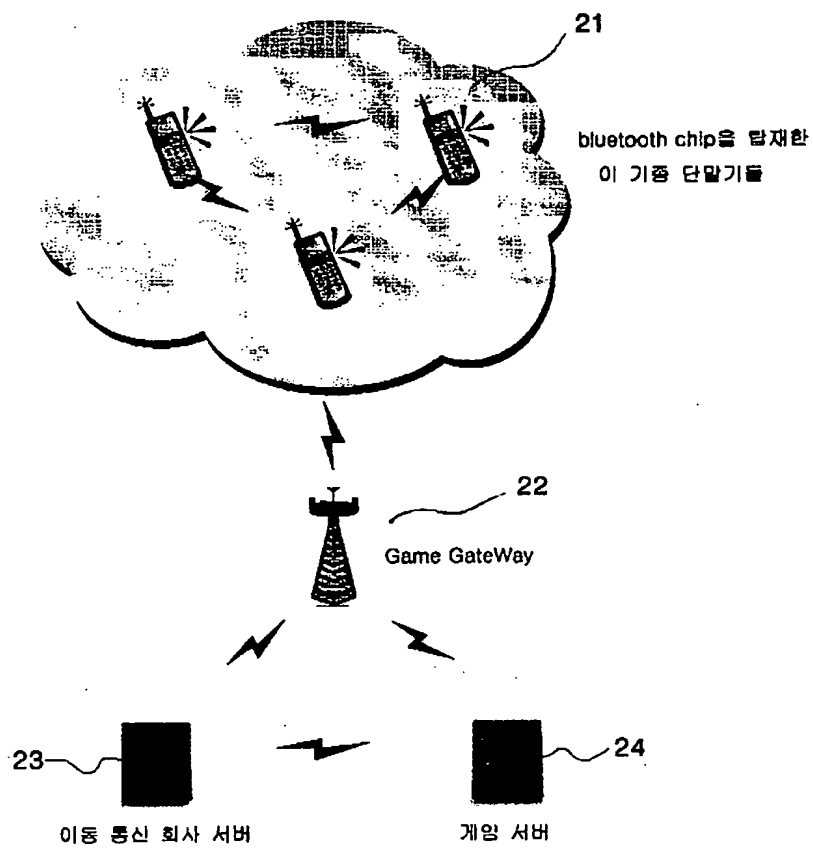 21
bluetooth chip을 탑재한
이 기종 단말기들
22
Game GateWay
23
24
이동 통신 회사 서버
게임 서버